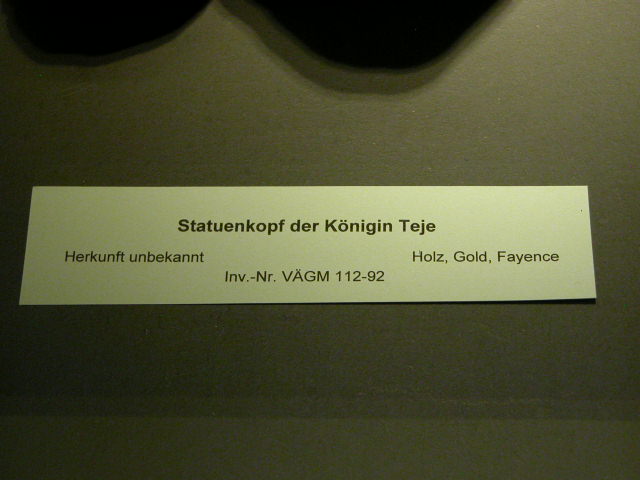 Statuenkopf der Königin Teje
Herkunft unbekannt Holz, Gold, Fayence
Inv.-Nr. VÄGM 112-92